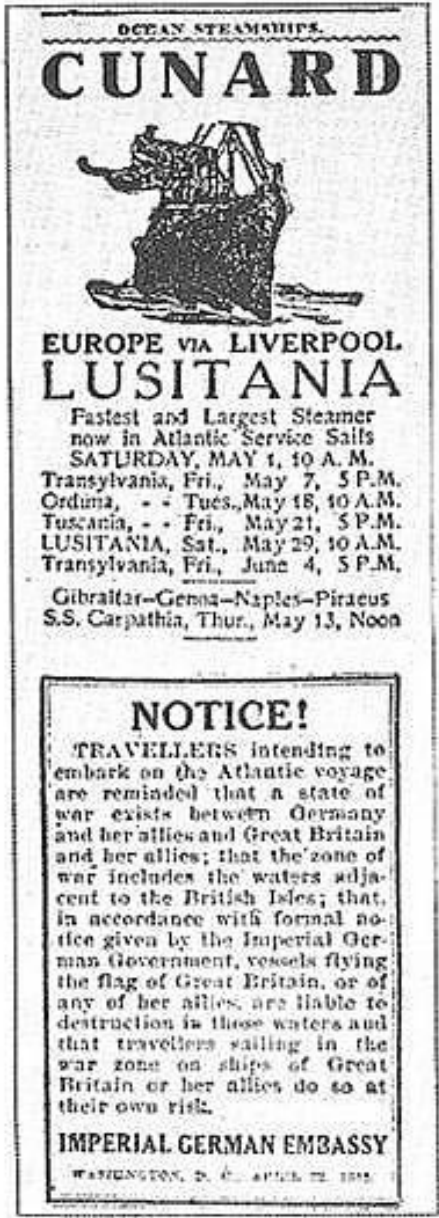 OCEAN STEAMSHIPS.
CUNARD
EUROPE VIA LIVERPOOL
LUSITANIA
Fastest and Largest Steamer
now in Atlantic Service Sails
SATURDAY, MAY 1, 10 A. M.
Transylvania, Fri., May 7, 5 P.M.
Orduna, - - Tues., May 18, 10 A.M.
Tuscania, - - Fri., May 21, 5 P.M.
LUSITANIA, Sat., May 29, 10 A.M.
Transylvania, Fri., June 4, 5 P.M.
Gibraltar-Genoa-Naples-Piraeus
S.S. Carpathia, Thur., May 13, Noon
NOTICE!
TRAVELLERS intending to
embark on the Atlantic voyage
are reminded that a state of
war exists between Germany
and her allies and Great Britain
and her allies; that the zone of
war includes the waters adja-
cent to the British Isles; that,
in accordance with formal no-
tice given by the Imperial Ger-
man Government, vessels flying
the flag of Great Britain, or of
any of her allies, are liable to
destruction in those waters and
that travellers sailing in the
war zone on ships of Great
Britain or her allies do so at
their own risk.
IMPERIAL GERMAN EMBASSY
WASHINGTON, D. C., APRIL 22, 1915.